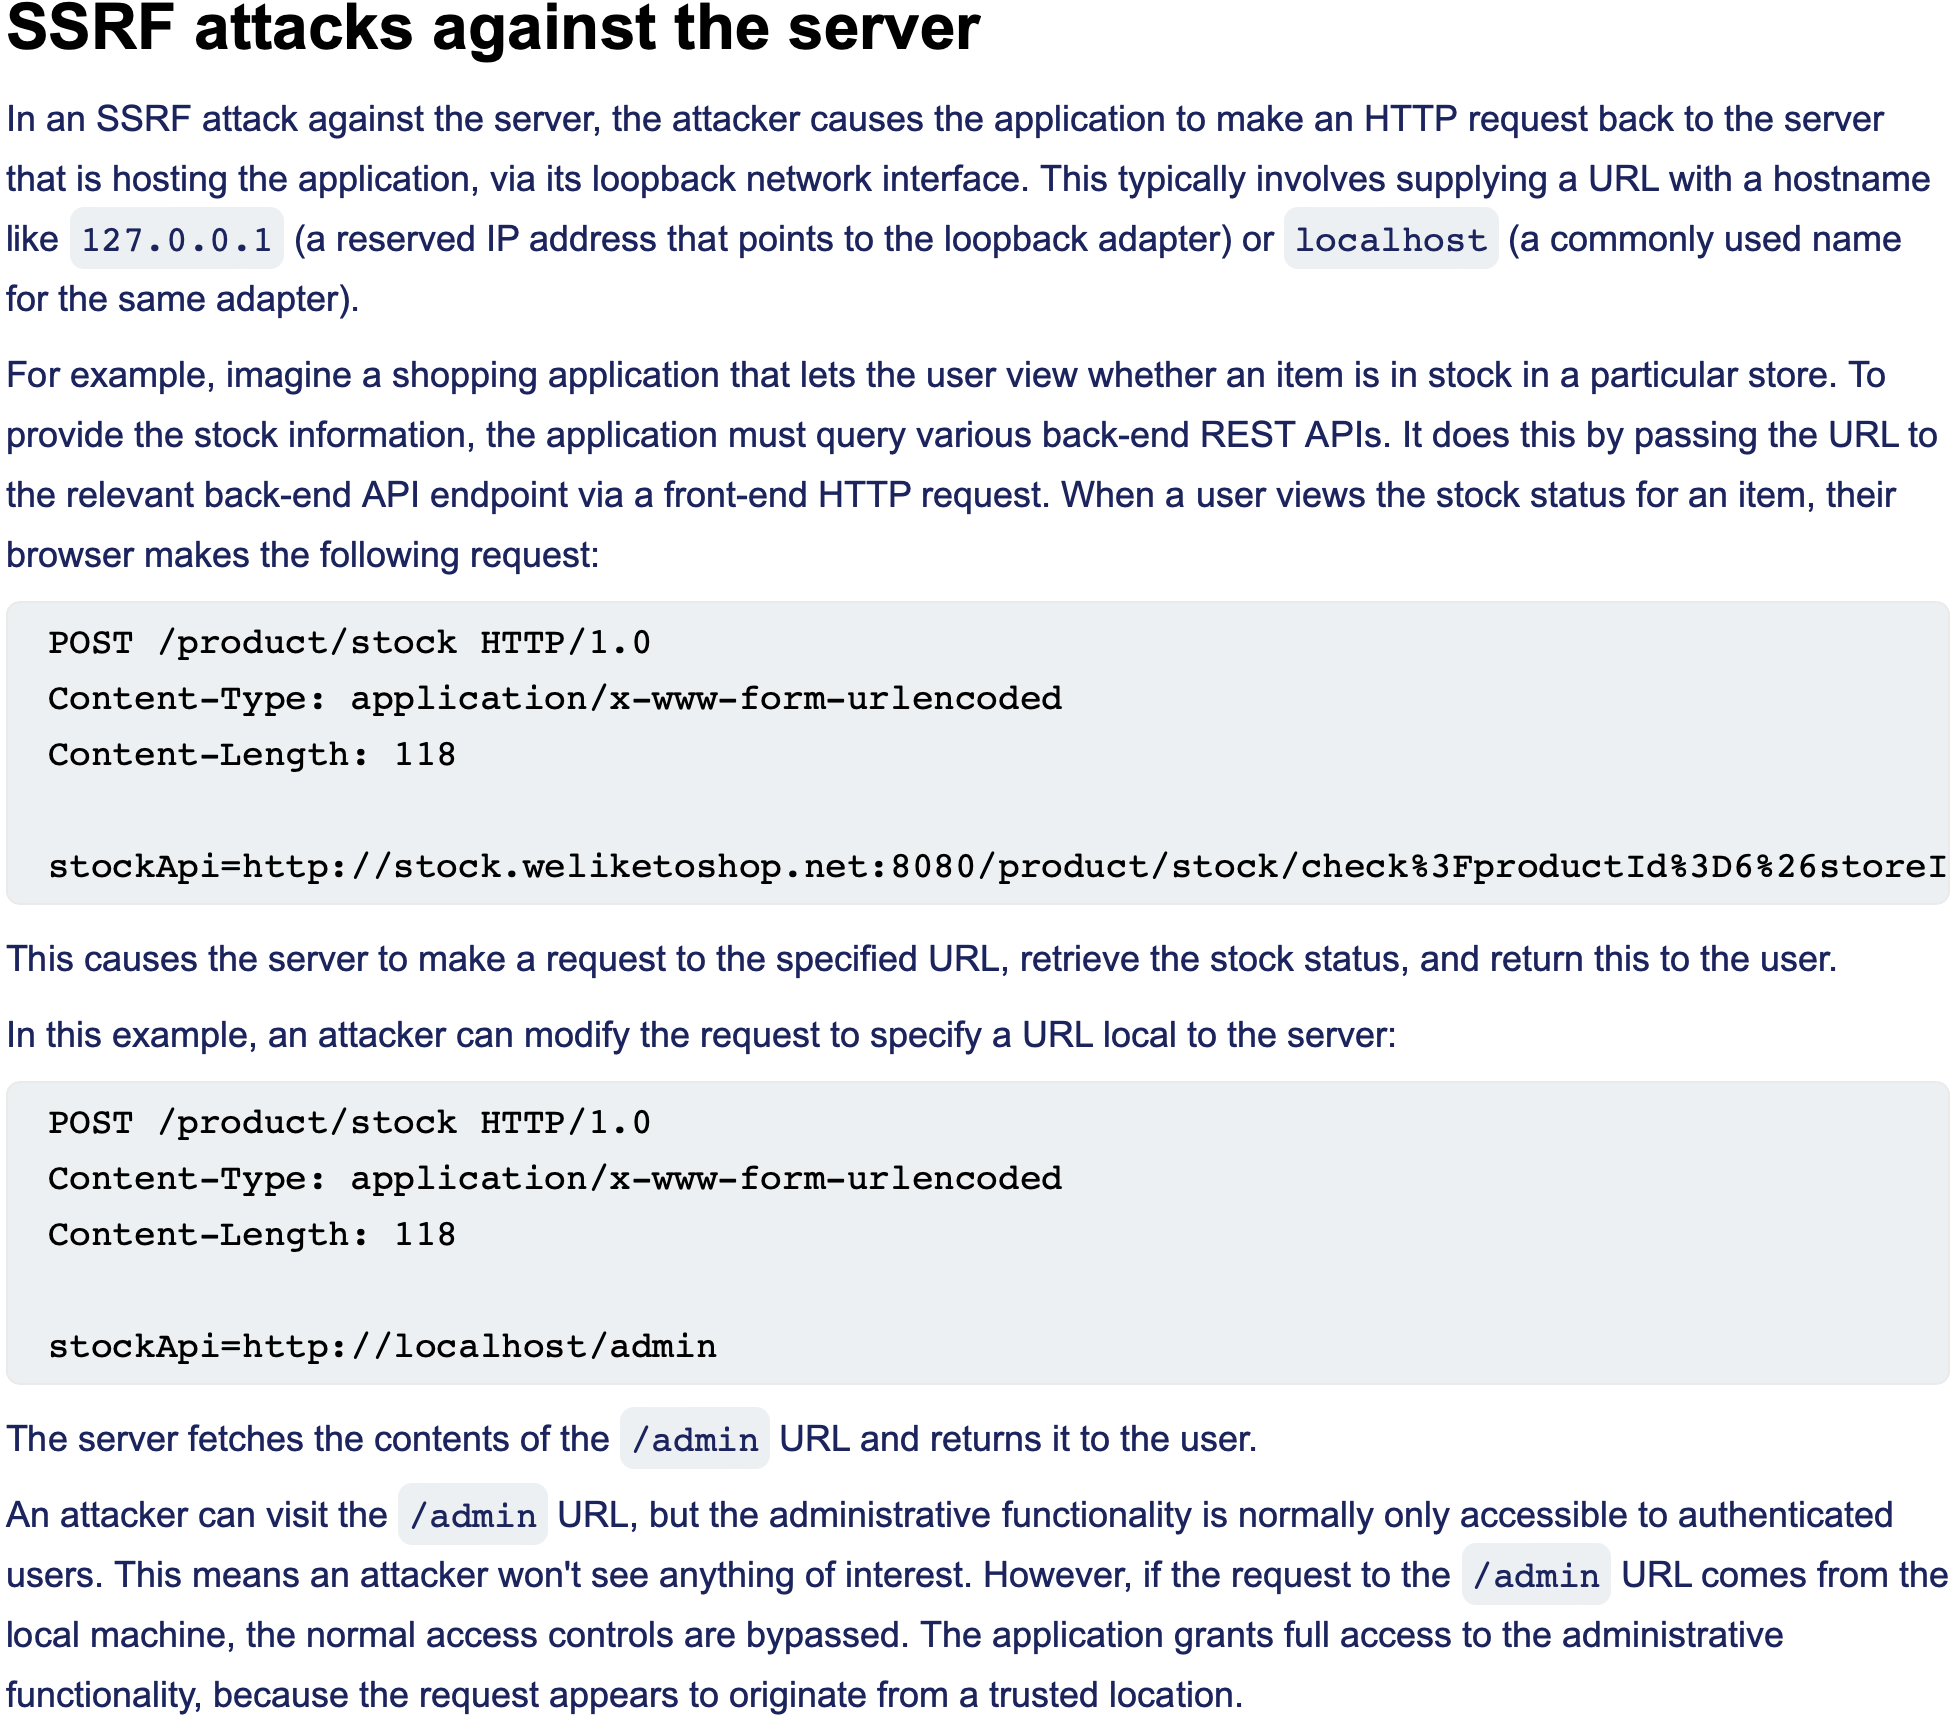 SSRF attacks against the server
In an SSRF attack against the server, the attacker causes the application to make an HTTP request back to the server
that is hosting the application, via its loopback network interface. This typically involves supplying a URL with a hostname
like 127.0.0.1 (a reserved IP address that points to the loopback adapter) or localhost (a commonly used name
for the same adapter).
For example, imagine a shopping application that lets the user view whether an item is in stock in a particular store. To
provide the stock information, the application must query various back-end REST APIs. It does this by passing the URL to
the relevant back-end API endpoint via a front-end HTTP request. When a user views the stock status for an item, their
browser makes the following request:
POST /product/stock HTTP/1.0
Content-Type: application/x-www-form-urlencoded
Content-Length: 118
stockApi=http://stock.weliketoshop.net:8080/product/stock/check%3FproductId%3D6%26storeI
This causes the server to make a request to the specified URL, retrieve the stock status, and return this to the user.
In this example, an attacker can modify the request to specify a URL local to the server:
POST /product/stock HTTP/1.0
Content-Type: application/x-www-form-urlencoded
Content-Length: 118
stockApi=http://localhost/admin
The server fetches the contents of the /admin URL and returns it to the user.
An attacker can visit the /admin URL, but the administrative functionality is normally only accessible to authenticated
users. This means an attacker won't see anything of interest. However, if the request to the /admin URL comes from the
local machine, the normal access controls are bypassed. The application grants full access to the administrative
functionality, because the request appears to originate from a trusted location.